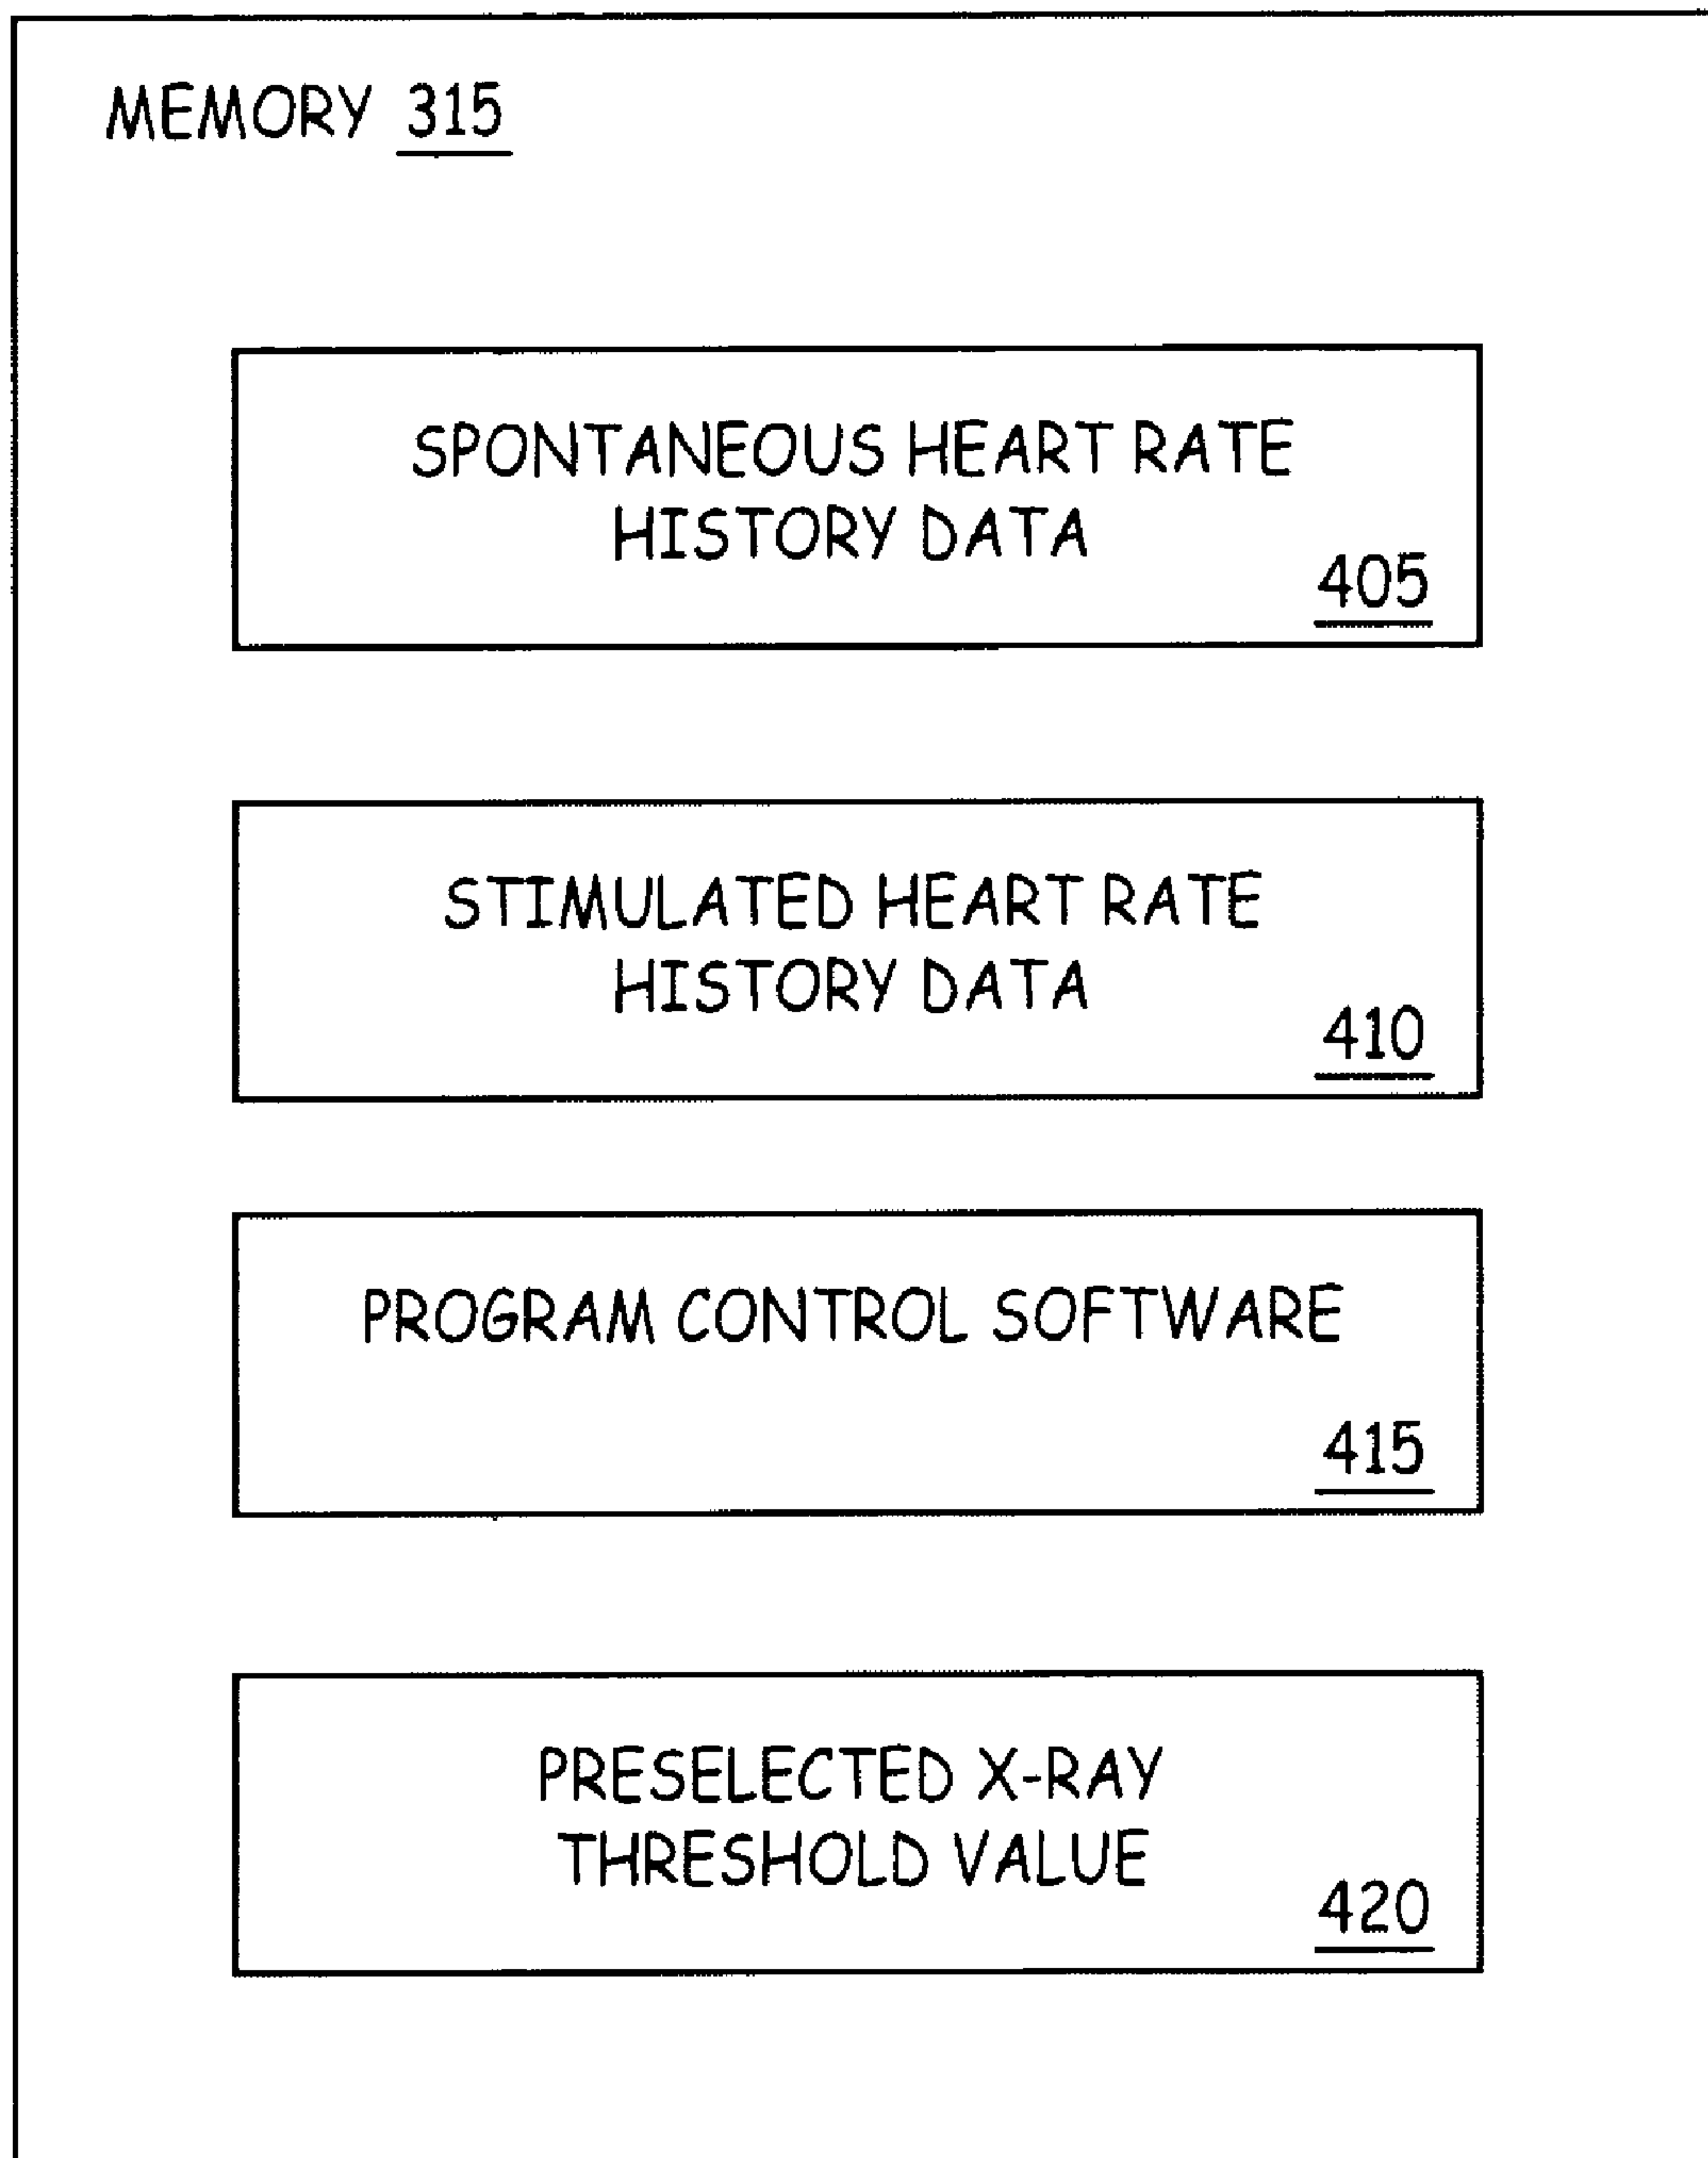 MEMORY 315
SPONTANEOUS HEART RATE
HISTORY DATA
405
STIMULATED HEART RATE
HISTORY DATA
410
PROGRAM CONTROL SOFTWARE
415
PRESELECTED X-RAY
THRESHOLD VALUE
420